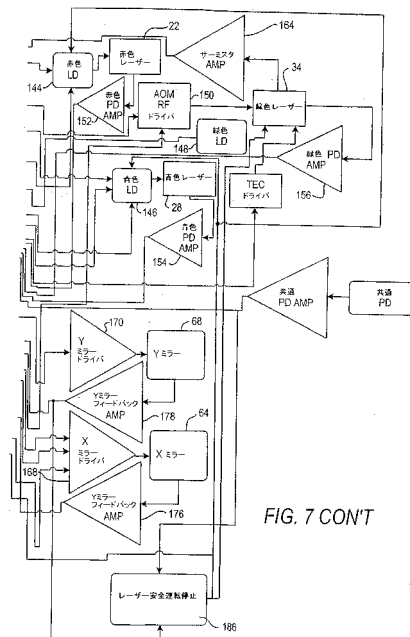 22
164
赤色
LD
赤色
レーザー
サーミスタ
AMP
34
144
赤色
PD
AMP
152
AOM
RF
ドライバ
150
緑色レーザー
緑色
LD
148
緑色 PD
AMP
156
青色
LD
146
青色レーザー
28
TEC
ドライバ
青色
PD
AMP
154
共通
PD AMP
共通
PD
170
Y
ミラー
ドライバ
68
Yミラー
Yミラー
フィードバック
AMP
178
64
X
ミラー
ドライバ
168
X ミラー
Yミラー
フィードバック
AMP
176
FIG. 7 CON'T
レーザー安全運転停止
186